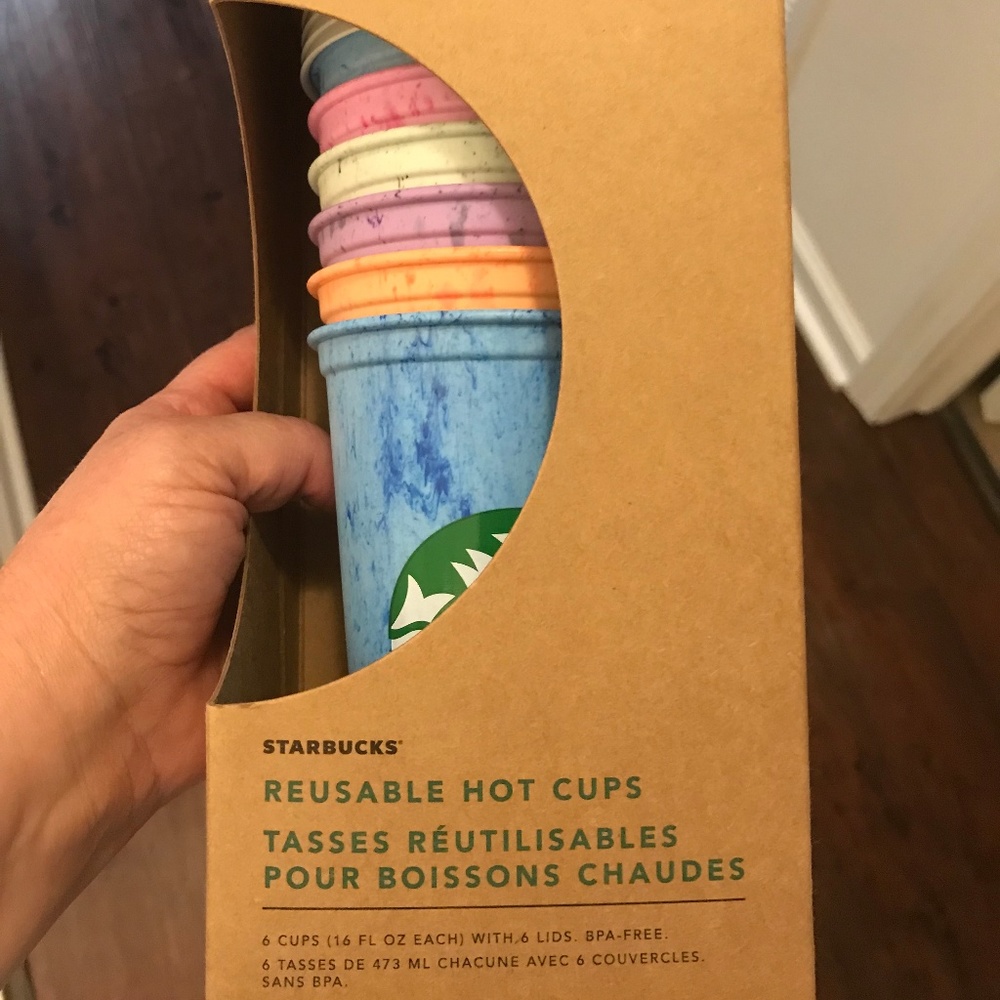 STARBUCKS®
REUSABLE HOT CUPS
TASSES RÉUTILISABLES
POUR BOISSONS CHAUDES
6 CUPS (16 FL OZ EACH) WITH 6 LIDS. BPA-FREE.
6 TASSES DE 473 ML CHACUNE AVEC 6 COUVERCLES.
SANS BPA.